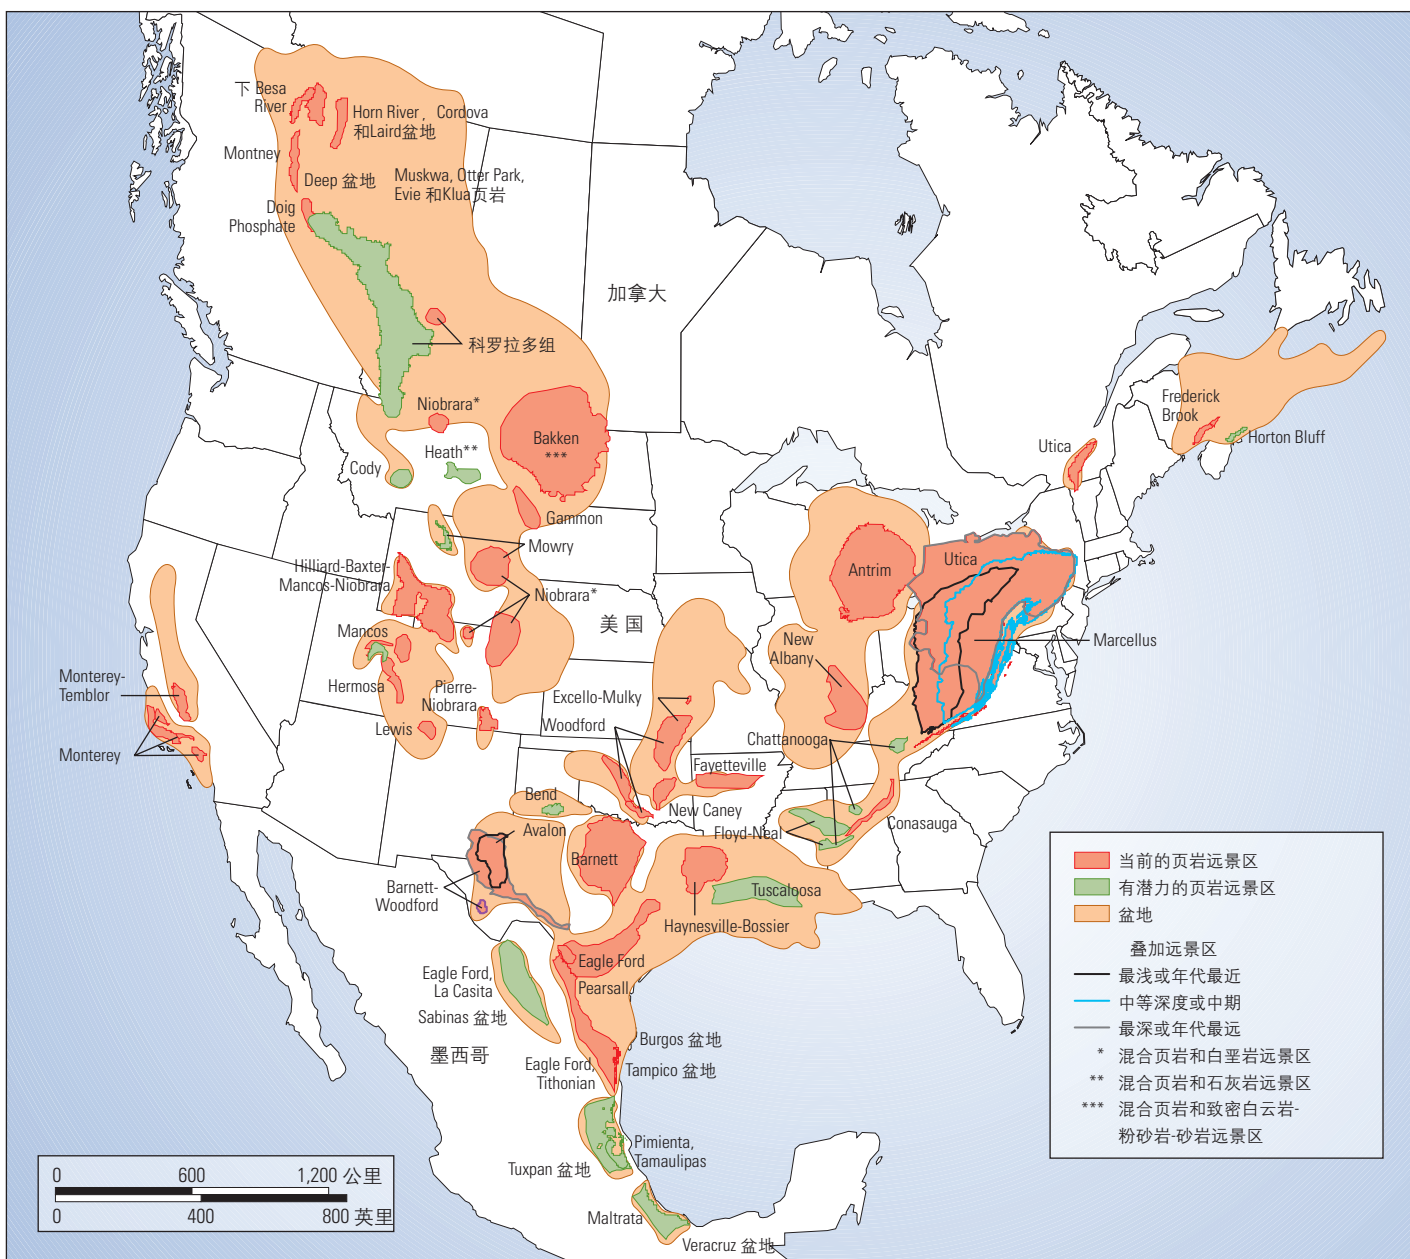 下 Besa
River
Horn River, Cordova
和Laird盆地
Montney
Deep 盆地
Muskwa, Otter Park,
Evie 和Klua页岩
Doig
Phosphate
加拿大
科罗拉多组
Niobrara*
Bakken
***
Heath**
Cody
Gammon
Mowry
Hilliard-Baxter-
Mancos-Niobrara
Niobrara*
美 国
Mancos
Hermosa
Pierre-
Niobrara
Lewis
Monterey-
Temblor
Monterey
Excello-Mulky
Woodford
Fayetteville
New Caney
Bend
Avalon
Barnett
Barnett-
Woodford
Antrim
New
Albany
Chattanooga
Floyd-Neal
Conasauga
Utica
Marcellus
Utica
Frederick
Brook
Horton Bluff
Tuscaloosa
Haynesville-Bossier
Eagle Ford
Pearsall
Eagle Ford,
La Casita
Sabinas 盆地
墨西哥
Burgos 盆地
Eagle Ford,
Tithonian
Tampico 盆地
Pimienta,
Tamaulipas
Tuxpan 盆地
Maltrata
Veracruz 盆地
当前的页岩远景区
有潜力的页岩远景区
盆地
叠加远景区
最浅或年代最近
中等深度或中期
最深或年代最远
* 混合页岩和白垩岩远景区
** 混合页岩和石灰岩远景区
*** 混合页岩和致密白云岩-
粉砂岩-砂岩远景区
0 600 1,200 公里
0 400 800 英里